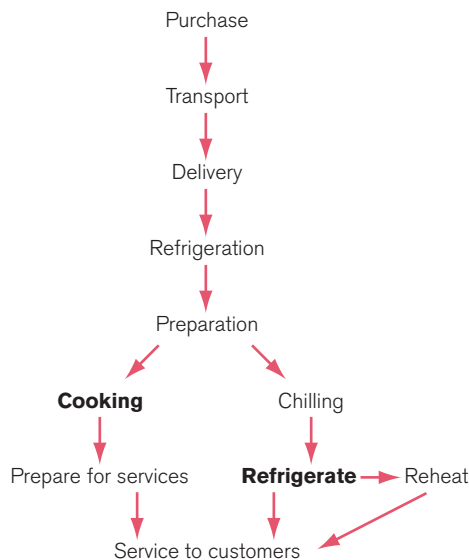 Purchase
Transport
Delivery
Refrigeration
Preparation
Cooking
Chilling
Prepare for services
Refrigerate
Reheat
Service to customers